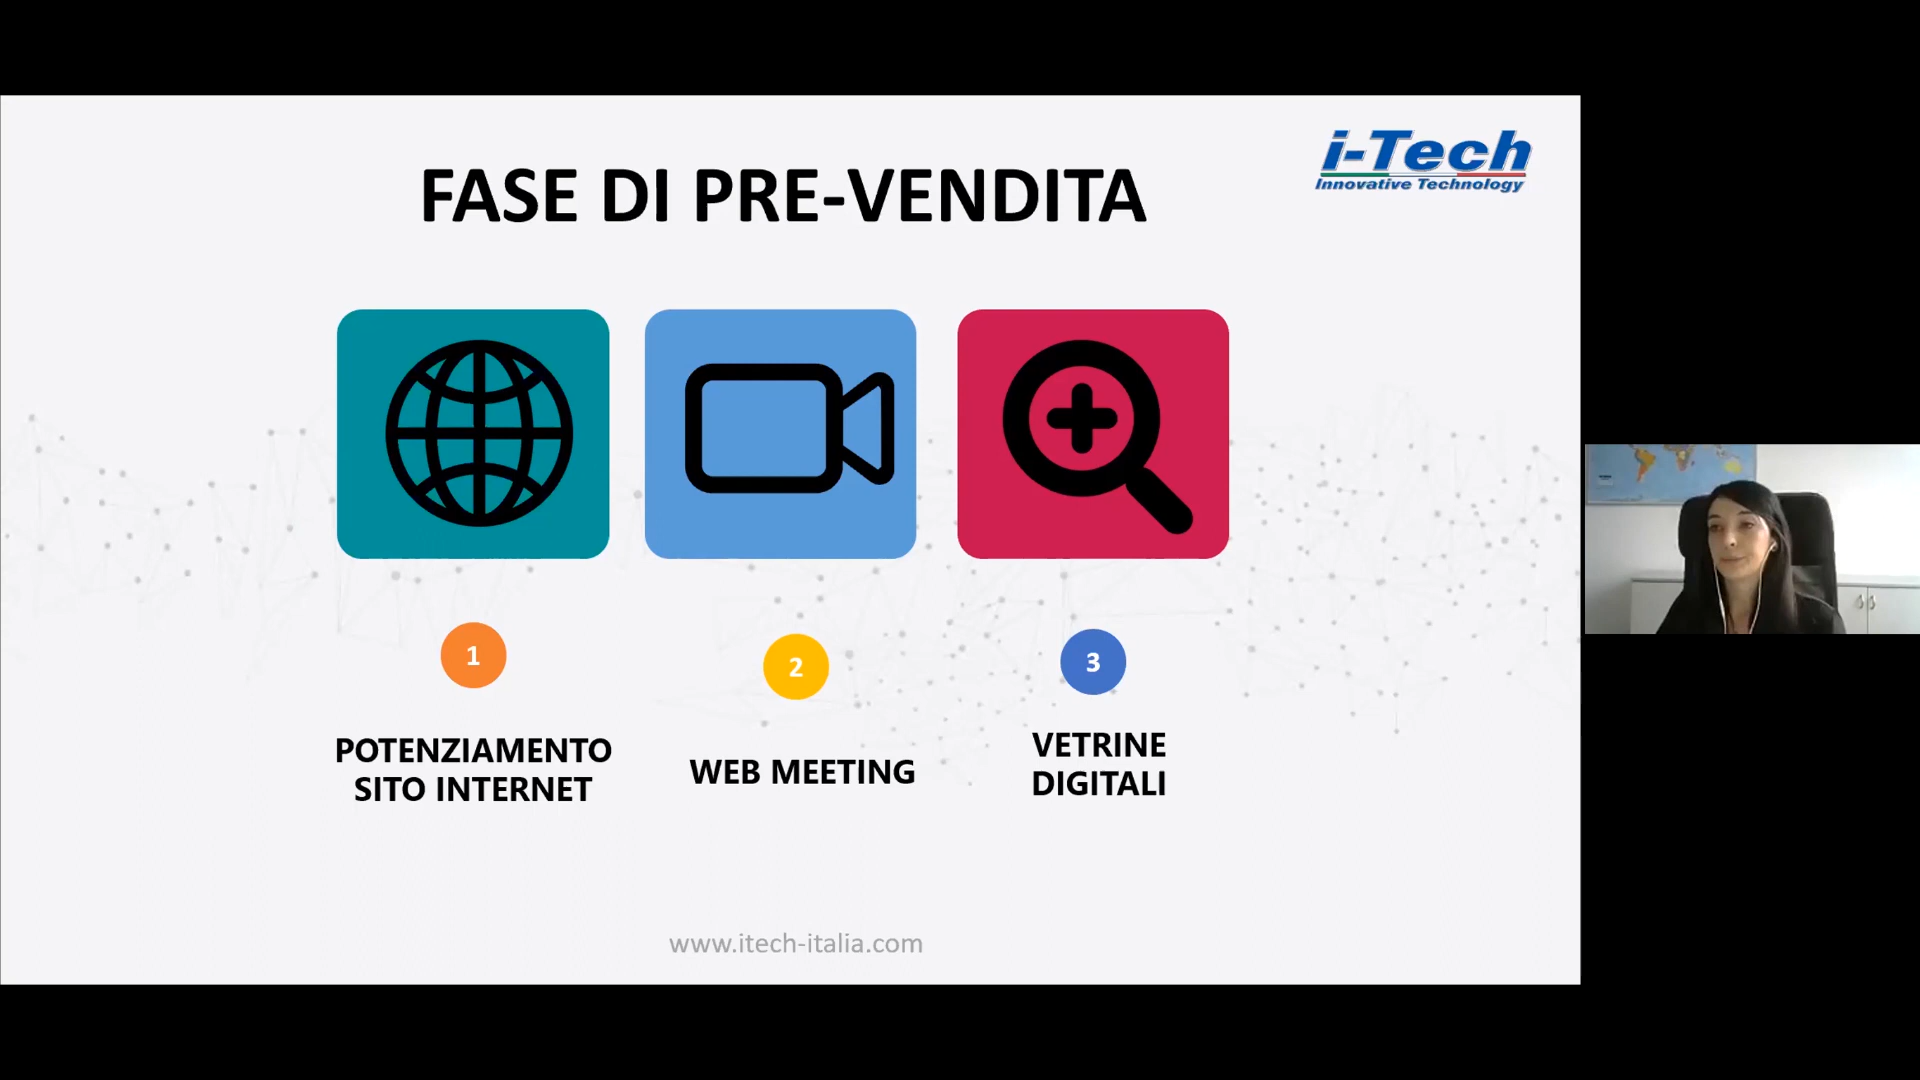 i-Tech
Innovative Technology
FASE DI PRE-VENDITA
1
2
3
POTENZIAMENTO
SITO INTERNET
WEB MEETING
VETRINE
DIGITALI
www.itech-italia.com